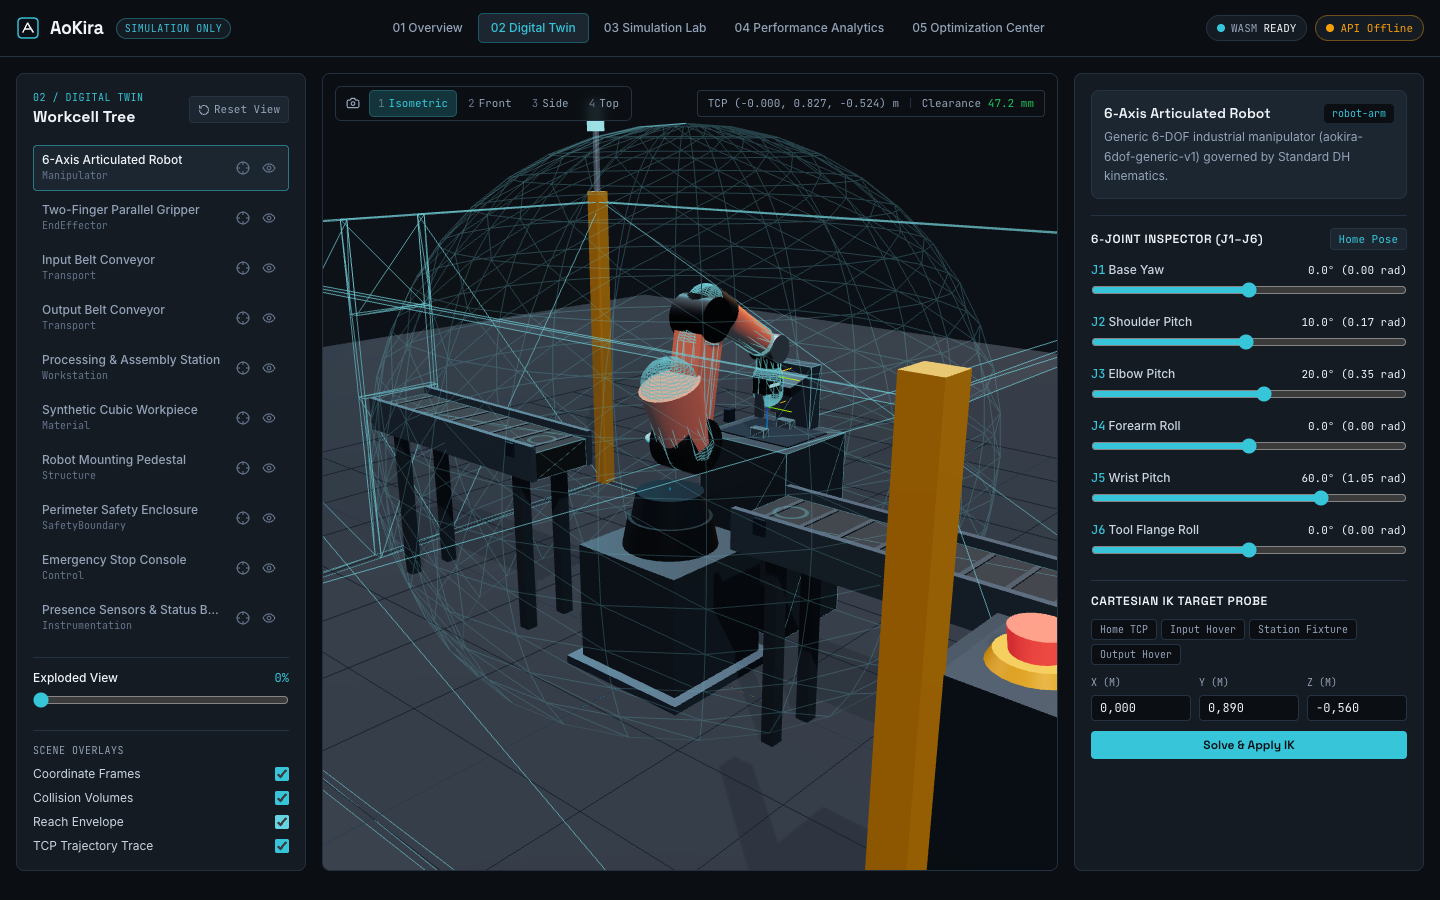 AoKira
SIMULATION ONLY
01 Overview
02 Digital Twin
03 Simulation Lab
04 Performance Analytics
05 Optimization Center
WASM READY
API Offline
02 / DIGITAL TWIN
Workcell Tree
Reset View
6-Axis Articulated Robot
Manipulator
Two-Finger Parallel Gripper
EndEffector
Input Belt Conveyor
Transport
Output Belt Conveyor
Transport
Processing & Assembly Station
Workstation
Synthetic Cubic Workpiece
Material
Robot Mounting Pedestal
Structure
Perimeter Safety Enclosure
SafetyBoundary
Emergency Stop Console
Control
Presence Sensors & Status B...
Instrumentation
Exploded View 0%
SCENE OVERLAYS
Coordinate Frames
Collision Volumes
Reach Envelope
TCP Trajectory Trace
1 Isometric
2 Front
3 Side
4 Top
TCP (-0.000, 0.827, -0.524) m
Clearance 47.2 mm
6-Axis Articulated Robot
robot-arm
Generic 6-DOF industrial manipulator (aokira-
6dof-generic-v1) governed by Standard DH
kinematics.
6-JOINT INSPECTOR (J1–J6)
Home Pose
J1 Base Yaw 0.0° (0.00 rad)
J2 Shoulder Pitch 10.0° (0.17 rad)
J3 Elbow Pitch 20.0° (0.35 rad)
J4 Forearm Roll 0.0° (0.00 rad)
J5 Wrist Pitch 60.0° (1.05 rad)
J6 Tool Flange Roll 0.0° (0.00 rad)
CARTESIAN IK TARGET PROBE
Home TCP
Input Hover
Station Fixture
Output Hover
X (M) Y (M) Z (M)
0,000 0,890 -0,560
Solve & Apply IK